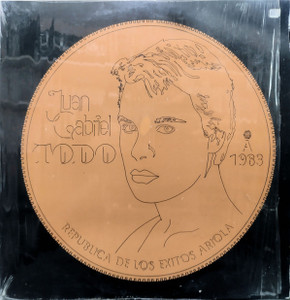 Juan
Gabriel
TODO
1983
REPUBLICA DE LOS EXITOS ARIOLA